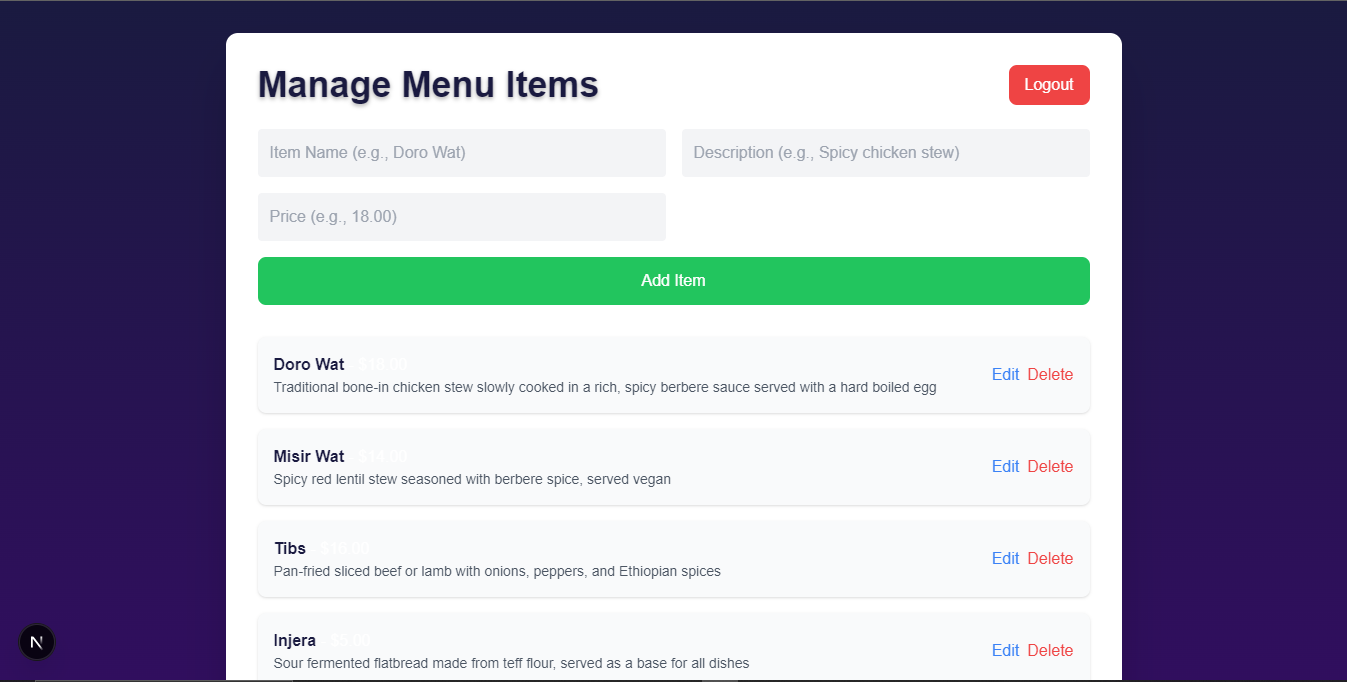 Manage Menu Items
Logout
Item Name (e.g., Doro Wat)
Description (e.g., Spicy chicken stew)
Price (e.g., 18.00)
Add Item
Doro Wat $18.00
Traditional bone-in chicken stew slowly cooked in a rich, spicy berbere sauce served with a hard boiled egg
Edit Delete
Misir Wat $14.00
Spicy red lentil stew seasoned with berbere spice, served vegan
Edit Delete
Tibs
Pan-fried sliced beef or lamb with onions, peppers, and Ethiopian spices
Edit Delete
Injera $5.00
Sour fermented flatbread made from teff flour, served as a base for all dishes
Edit Delete
N